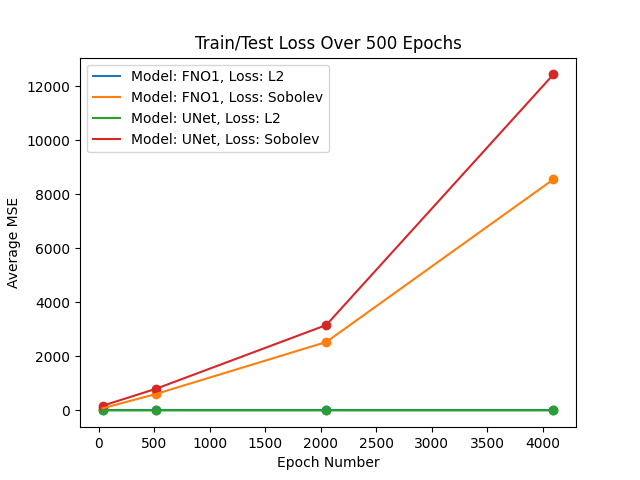 Train/Test Loss Over 500 Epochs
Model: FNO1, Loss: L2
Model: FNO1, Loss: Sobolev
Model: UNet, Loss: L2
Model: UNet, Loss: Sobolev
Average MSE
12000
10000
8000
6000
4000
2000
0
0 500 1000 1500 2000 2500 3000 3500 4000
Epoch Number